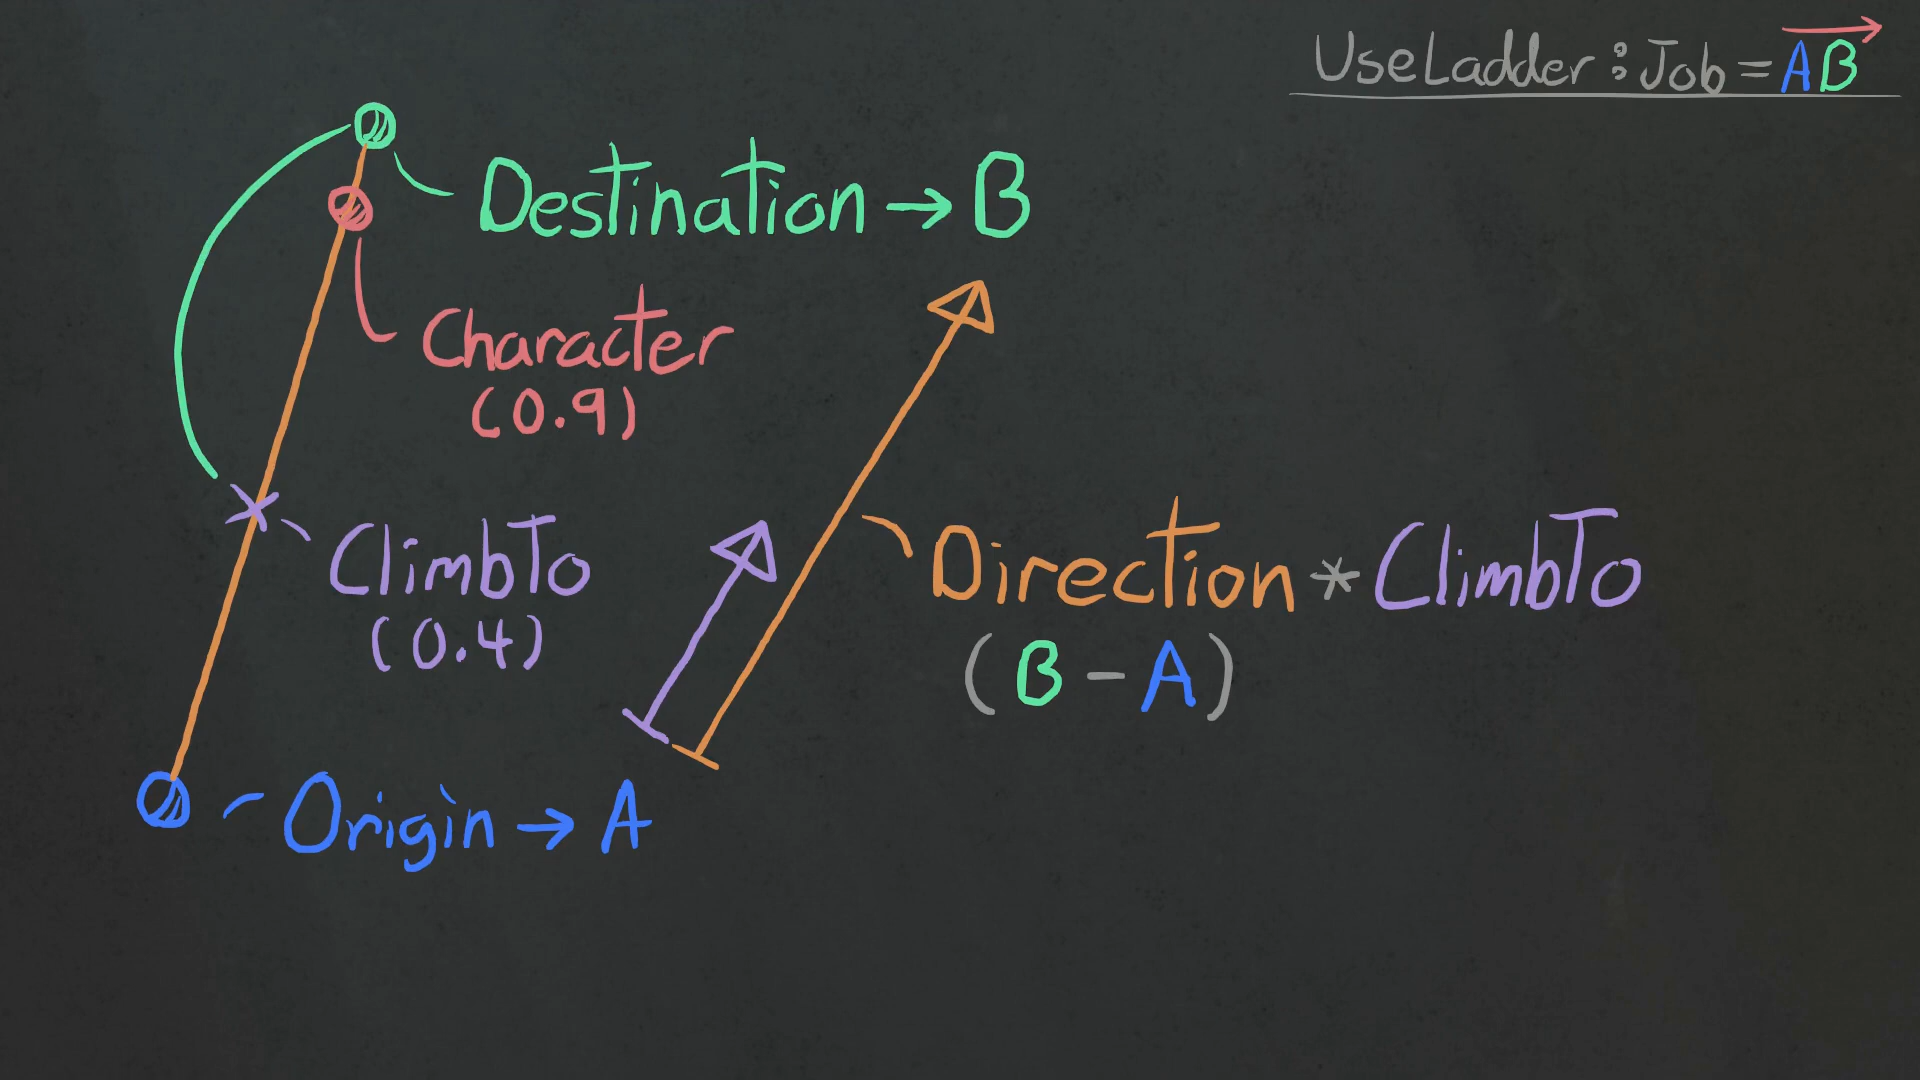 UseLadder : Job = AB
Destination → B
Character
(0.9)
ClimbTo
(0.4)
Direction * ClimbTo
(B - A)
Origin → A